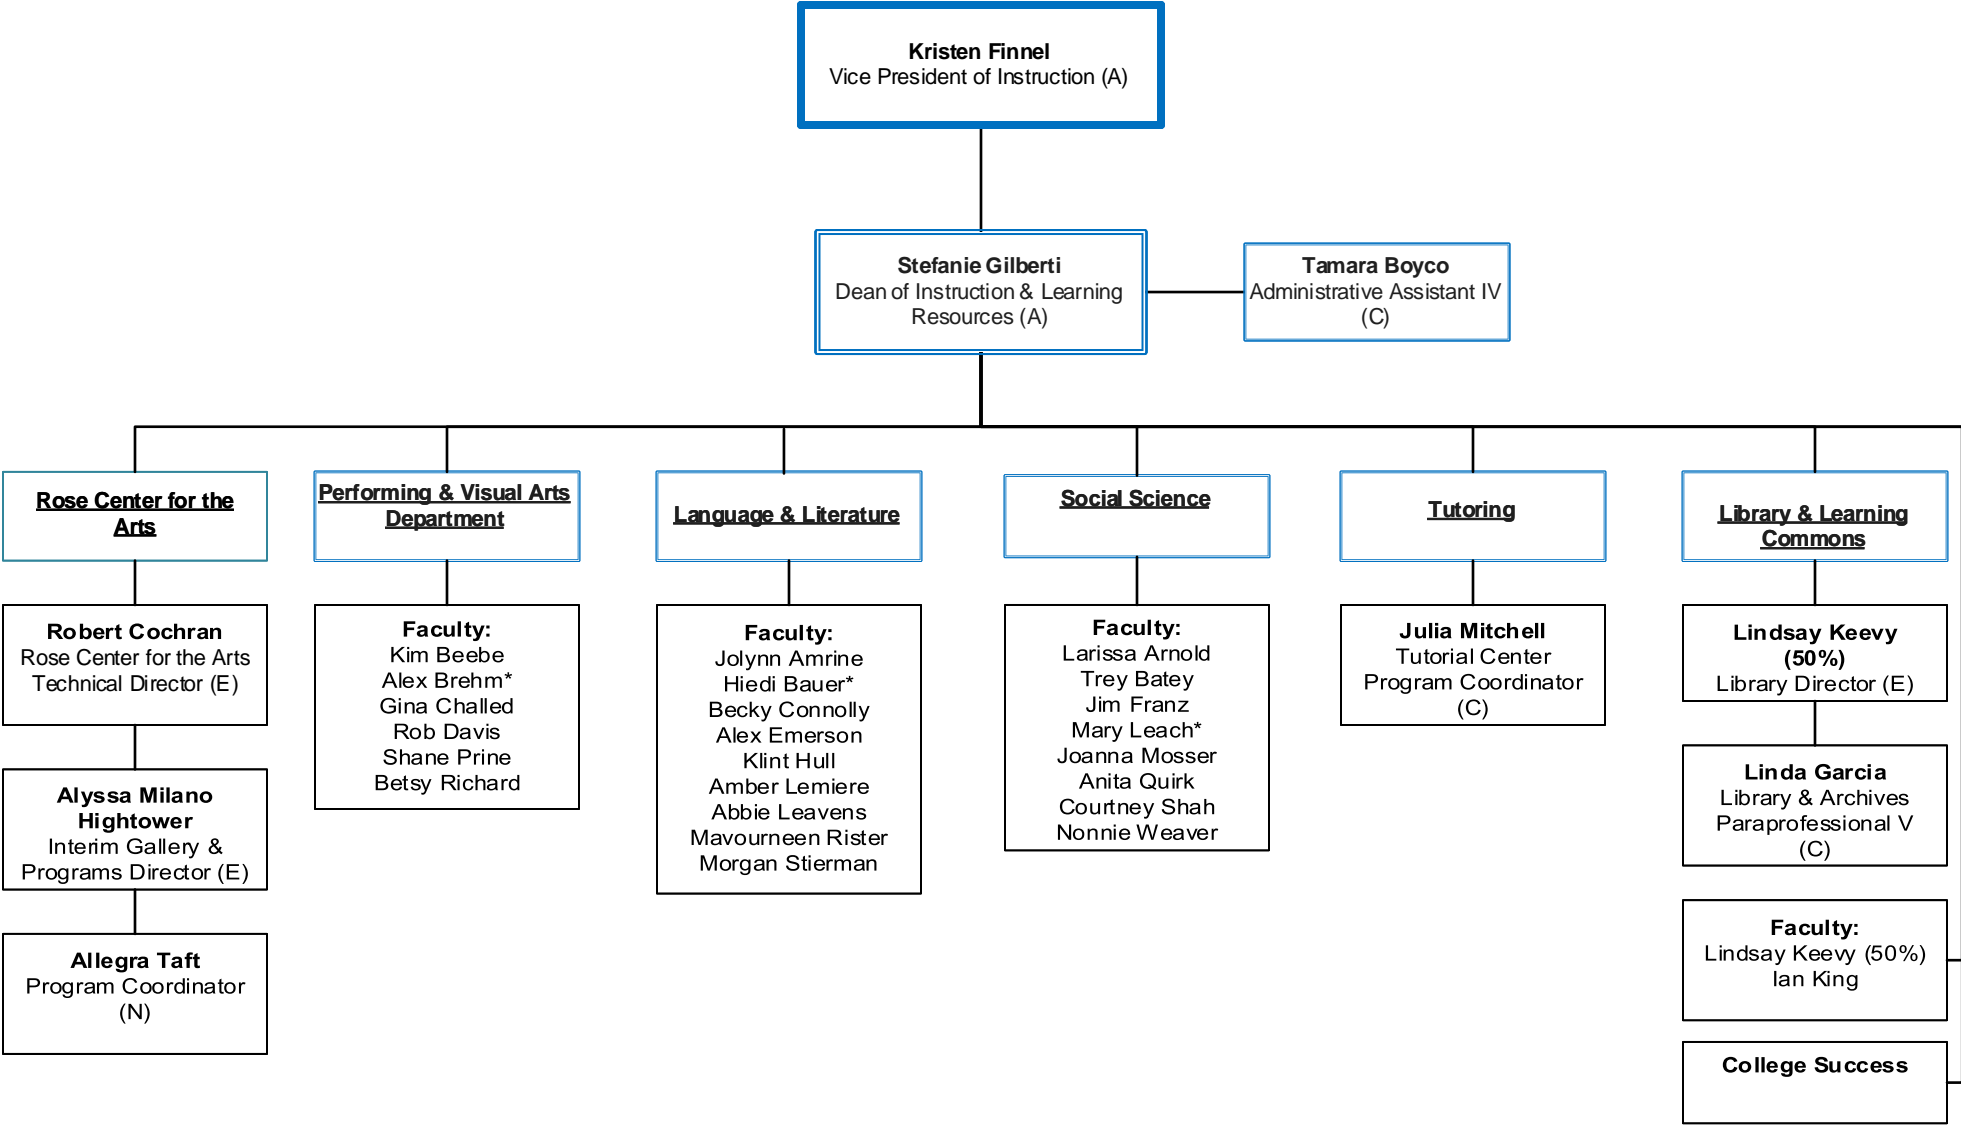 Kristen Finnel
Vice President of Instruction (A)
Stefanie Gilberti
Dean of Instruction & Learning
Resources (A)
Tamara Boyco
Administrative Assistant IV
(C)
Rose Center for the
Arts
Robert Cochran
Rose Center for the Arts
Technical Director (E)
Alyssa Milano
Hightower
Interim Gallery &
Programs Director (E)
Allegra Taft
Program Coordinator
(N)
Performing & Visual Arts
Department
Faculty:
Kim Beebe
Alex Brehm*
Gina Challed
Rob Davis
Shane Prine
Betsy Richard
Language & Literature
Faculty:
Jolynn Amrine
Hiedi Bauer*
Becky Connolly
Alex Emerson
Klint Hull
Amber Lemiere
Abbie Leavens
Mavourneen Rister
Morgan Stierman
Social Science
Faculty:
Larissa Arnold
Trey Batey
Jim Franz
Mary Leach*
Joanna Mosser
Anita Quirk
Courtney Shah
Nonnie Weaver
Tutoring
Julia Mitchell
Tutorial Center
Program Coordinator
(C)
Library & Learning
Commons
Lindsay Keevy
(50%)
Library Director (E)
Linda Garcia
Library & Archives
Paraprofessional V
(C)
Faculty:
Lindsay Keevy (50%)
Ian King
College Success